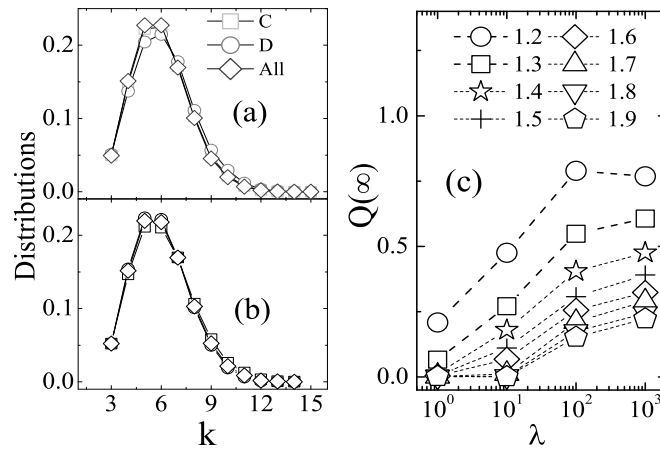 0.2
0.1
0.0
C
D
All
(a)
0.2
0.1
0.0
(b)
Distributions
3 6 9 12 15
k
1.0
0.5
0.0
Q(∞)
1.2 1.6
1.3 1.7
1.4 1.8
1.5 1.9
(c)
10⁰ 10¹ 10² 10³
λ